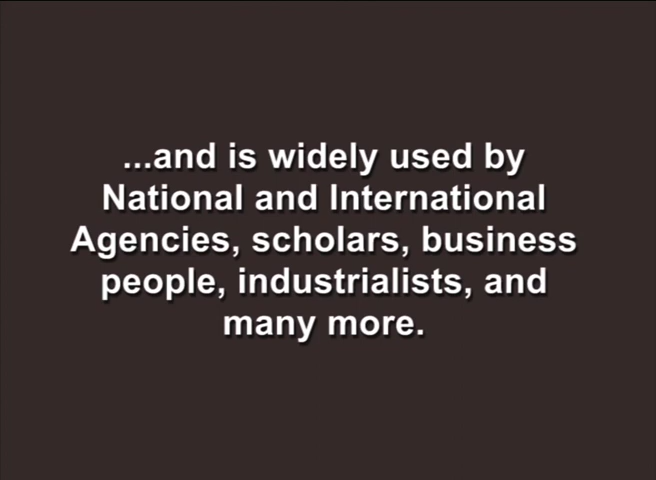 ...and is widely used by
National and International
Agencies, scholars, business
people, industrialists, and
many more.